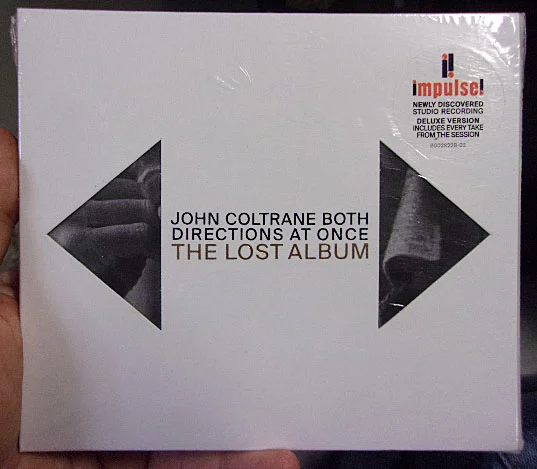 impulse!
NEWLY DISCOVERED
STUDIO RECORDING
DELUXE VERSION
INCLUDES EVERY TAKE
FROM THE SESSION
JOHN COLTRANE BOTH
DIRECTIONS AT ONCE
THE LOST ALBUM